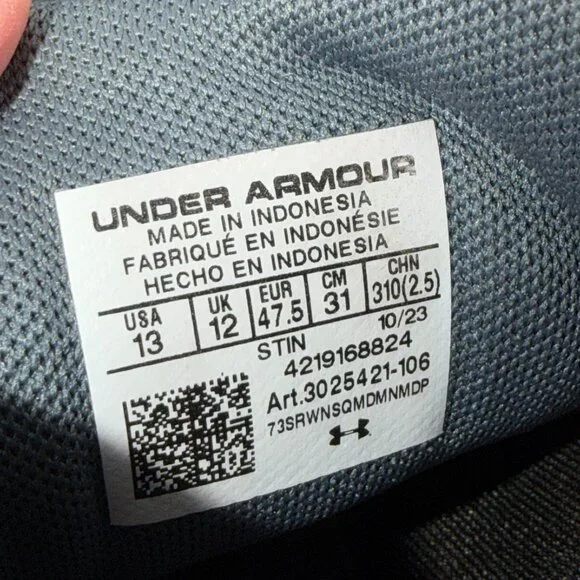 UNDER ARMOUR
MADE IN INDONESIA
FABRIQUÉ EN INDONÉSIE
HECHO EN INDONESIA
USA UK EUR CM CHN
13 12 47.5 31 310(2.5)
STIN 10/23
4219168824
Art.3025421-106
73SRWNSQMDMNMDP